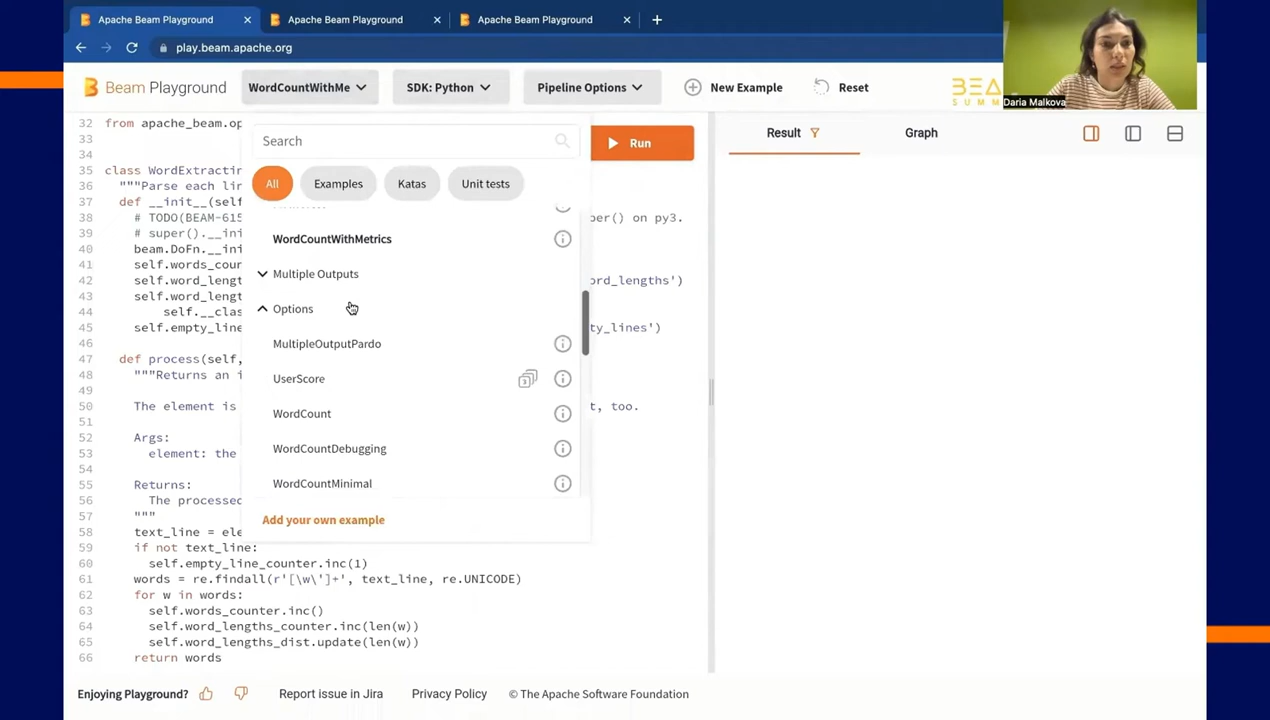 Apache Beam Playground
Apache Beam Playground
Apache Beam Playground
play.beam.apache.org
Beam Playground
WordCountWithMe
SDK: Python
Pipeline Options
New Example
Reset
BEA
SUMM
Daria Malkova
32 from apache_beam.op
33
34
35 class WordExtractin
36 """Parse each lin
37 def __init__(self
38 # TODO(BEAM-615 per() on py3.
39 # super().__ini
40 beam.DoFn.__ini
41 self.words_coun
42 self.word_lengt ord_lengths')
43 self.word_lengt
44 self.__clas
45 self.empty_line ty_lines')
46
47 def process(self,
48 """Returns an i
49
50 The element is t, too.
51
52 Args:
53 element: the
54
55 Returns:
56 The processed
57 """
58 text_line = ele
59 if not text_line:
60 self.empty_line_counter.inc(1)
61 words = re.findall(r'[\w\']+', text_line, re.UNICODE)
62 for w in words:
63 self.words_counter.inc()
64 self.word_lengths_counter.inc(len(w))
65 self.word_lengths_dist.update(len(w))
66 return words
Search
Run
All
Examples
Katas
Unit tests
WordCountWithMetrics
Multiple Outputs
Options
MultipleOutputPardo
UserScore
WordCount
WordCountDebugging
WordCountMinimal
Add your own example
Result
Graph
Enjoying Playground?
Report issue in Jira
Privacy Policy
© The Apache Software Foundation